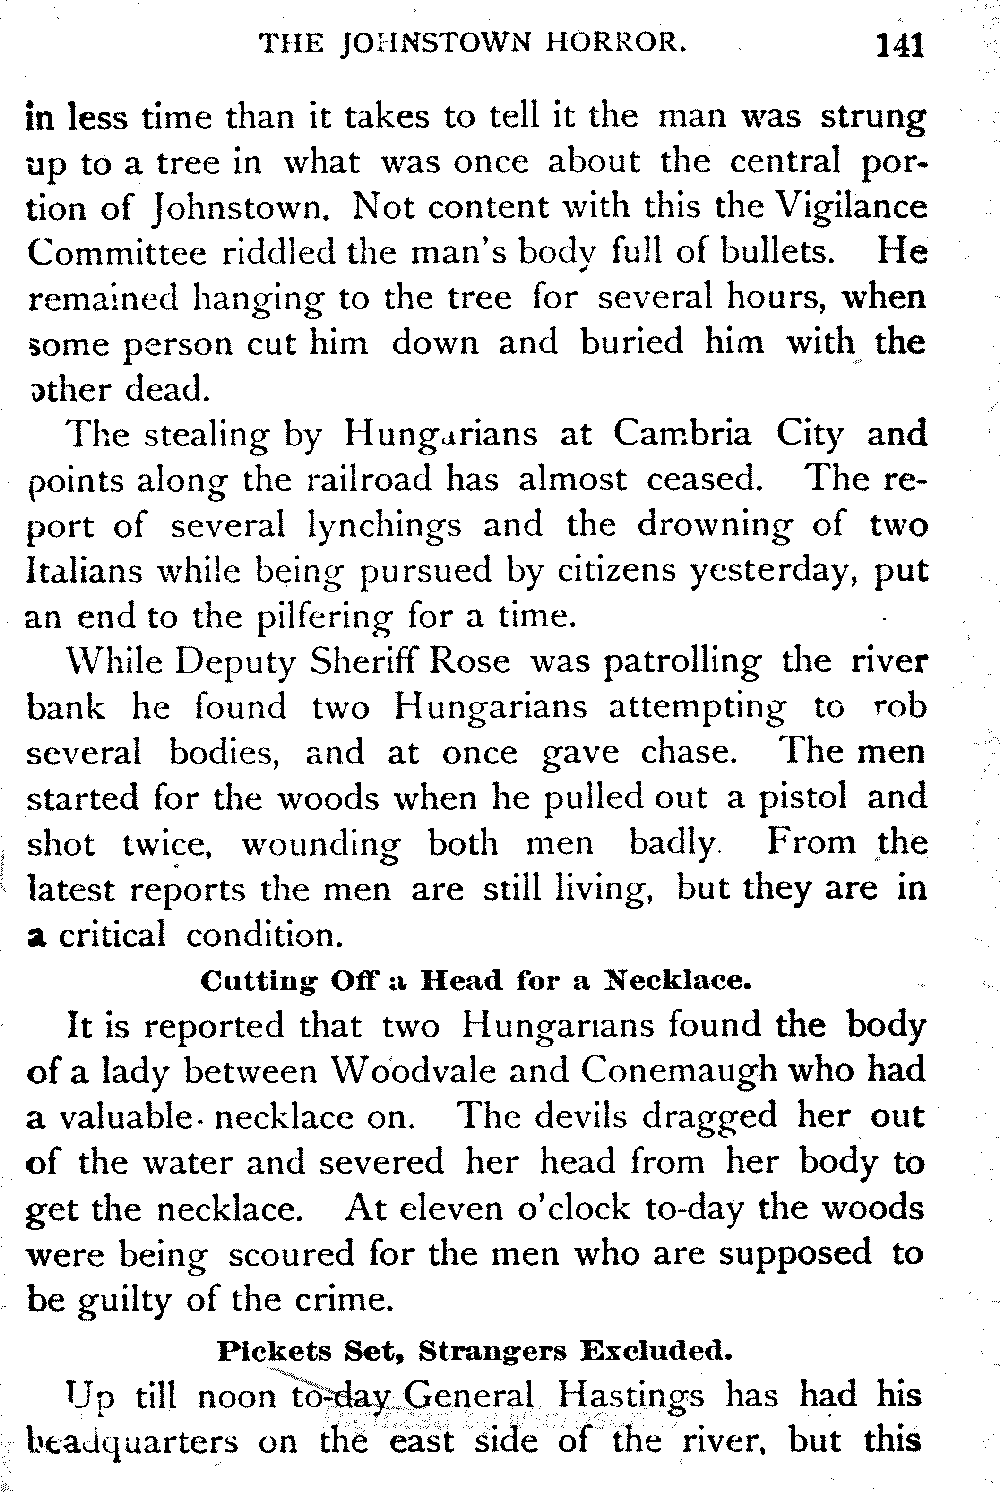 THE JOHNSTOWN HORROR. 141
in less time than it takes to tell it the man was strung
up to a tree in what was once about the central por-
tion of Johnstown. Not content with this the Vigilance
Committee riddled the man's body full of bullets. He
remained hanging to the tree for several hours, when
some person cut him down and buried him with the
other dead.
The stealing by Hungarians at Cambria City and
points along the railroad has almost ceased. The re-
port of several lynchings and the drowning of two
Italians while being pursued by citizens yesterday, put
an end to the pilfering for a time.
While Deputy Sheriff Rose was patrolling the river
bank he found two Hungarians attempting to rob
several bodies, and at once gave chase. The men
started for the woods when he pulled out a pistol and
shot twice, wounding both men badly. From the
latest reports the men are still living, but they are in
a critical condition.
Cutting Off a Head for a Necklace.
It is reported that two Hungarians found the body
of a lady between Woodvale and Conemaugh who had
a valuable necklace on. The devils dragged her out
of the water and severed her head from her body to
get the necklace. At eleven o'clock to-day the woods
were being scoured for the men who are supposed to
be guilty of the crime.
Pickets Set, Strangers Excluded.
Up till noon to-day General Hastings has had his
headquarters on the east side of the river, but this